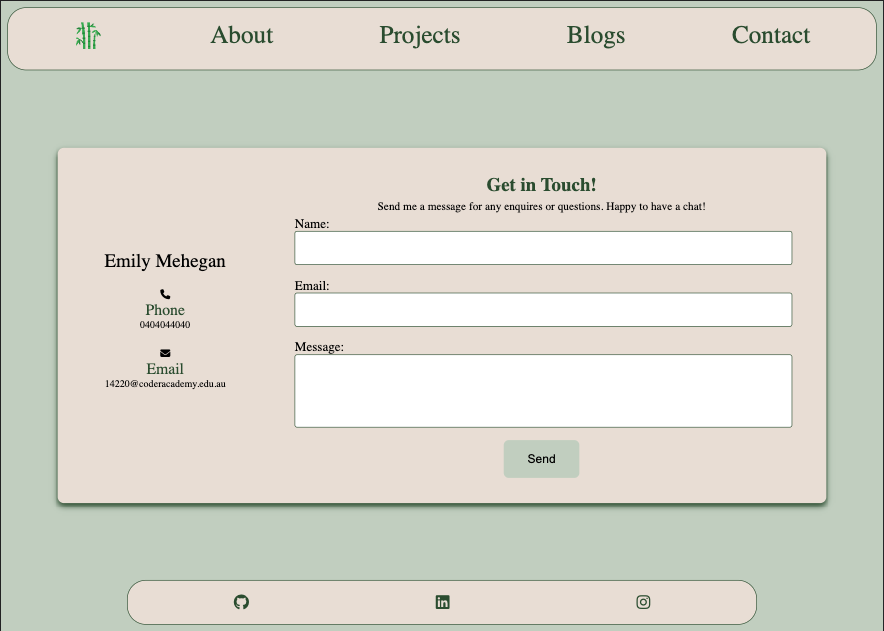 About Projects Blogs Contact
Emily Mehegan
Phone
0404044040
Email
14220@coderacademy.edu.au
Get in Touch!
Send me a message for any enquires or questions. Happy to have a chat!
Name:
Email:
Message:
Send